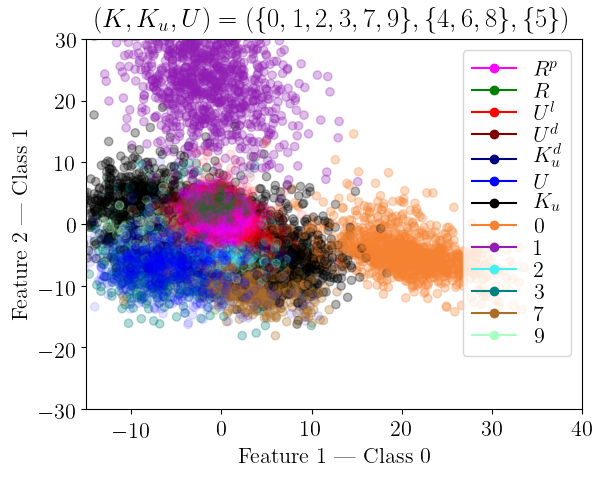 (K, K_u, U) = ({0, 1, 2, 3, 7, 9}, {4, 6, 8}, {5})
30
20
10
0
−10
−20
−30
Feature 2 — Class 1
R^p
R
U^l
U^d
K_u^d
U
K_u
0
1
2
3
7
9
−10
0
10
20
30
40
Feature 1 — Class 0